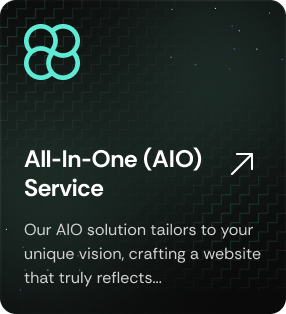 All-In-One (AIO)
Service
Our AIO solution tailors to your
unique vision, crafting a website
that truly reflects...